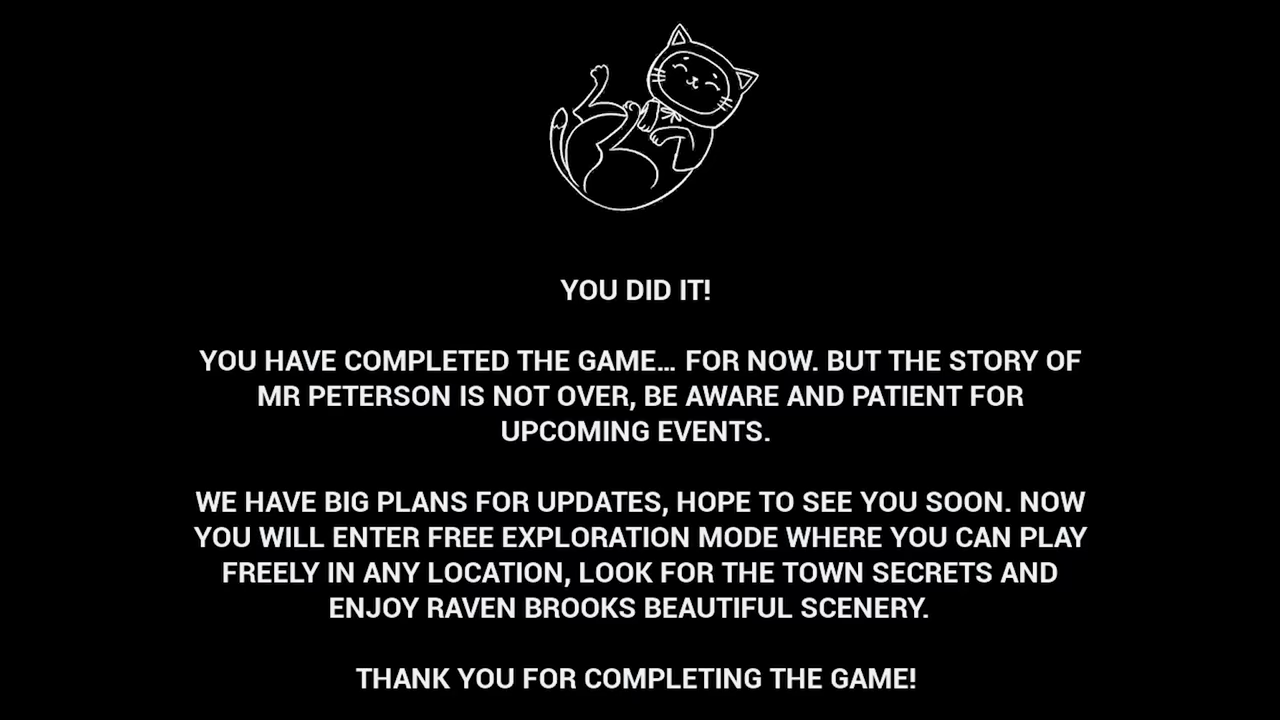 YOU DID IT!
YOU HAVE COMPLETED THE GAME... FOR NOW. BUT THE STORY OF
MR PETERSON IS NOT OVER, BE AWARE AND PATIENT FOR
UPCOMING EVENTS.
WE HAVE BIG PLANS FOR UPDATES, HOPE TO SEE YOU SOON. NOW
YOU WILL ENTER FREE EXPLORATION MODE WHERE YOU CAN PLAY
FREELY IN ANY LOCATION, LOOK FOR THE TOWN SECRETS AND
ENJOY RAVEN BROOKS BEAUTIFUL SCENERY.
THANK YOU FOR COMPLETING THE GAME!